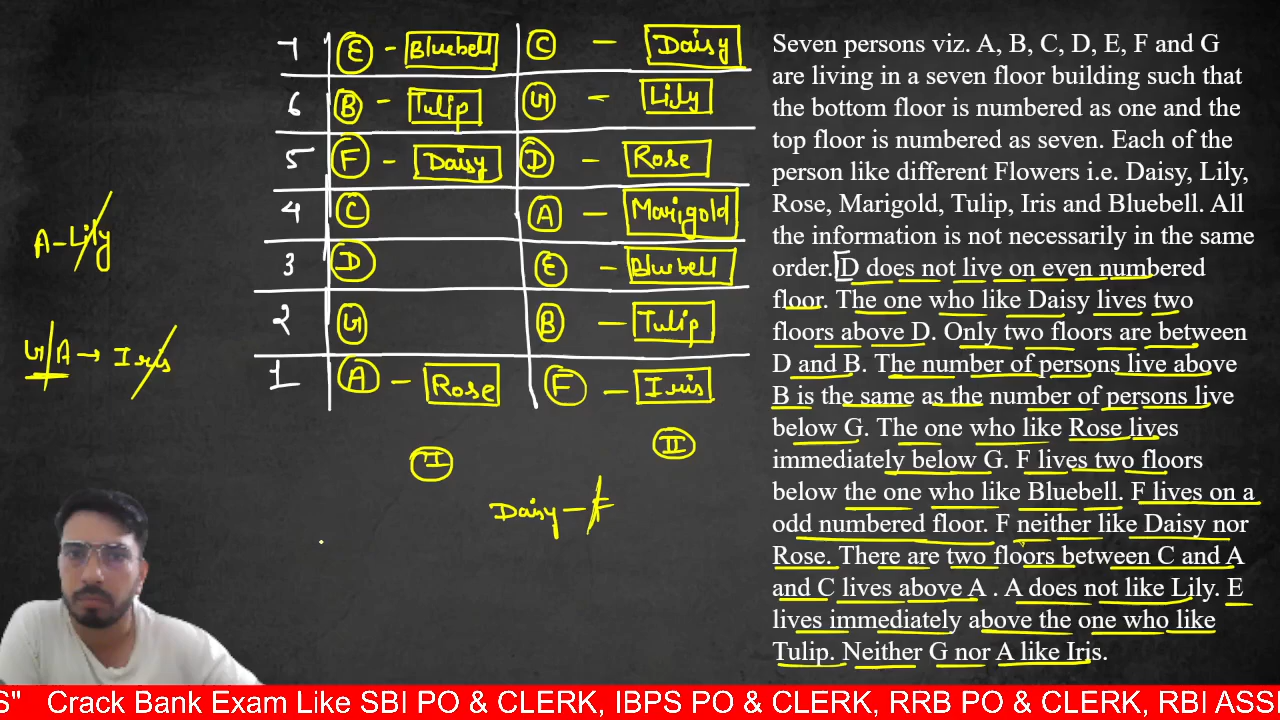 7 E - Bluebell C - Daisy
6 B - Tulip G - Lily
5 F - Daisy D - Rose
4 C A - Marigold
3 D E - Bluebell
2 G B - Tulip
1 A - Rose F - Iris
I II
A - Lily
G/A → Iris
Daisy - F
Seven persons viz. A, B, C, D, E, F and G
are living in a seven floor building such that
the bottom floor is numbered as one and the
top floor is numbered as seven. Each of the
person like different Flowers i.e. Daisy, Lily,
Rose, Marigold, Tulip, Iris and Bluebell. All
the information is not necessarily in the same
order. D does not live on even numbered
floor. The one who like Daisy lives two
floors above D. Only two floors are between
D and B. The number of persons live above
B is the same as the number of persons live
below G. The one who like Rose lives
immediately below G. F lives two floors
below the one who like Bluebell. F lives on a
odd numbered floor. F neither like Daisy nor
Rose. There are two floors between C and A
and C lives above A . A does not like Lily. E
lives immediately above the one who like
Tulip. Neither G nor A like Iris.
S" Crack Bank Exam Like SBI PO & CLERK, IBPS PO & CLERK, RRB PO & CLERK, RBI ASS